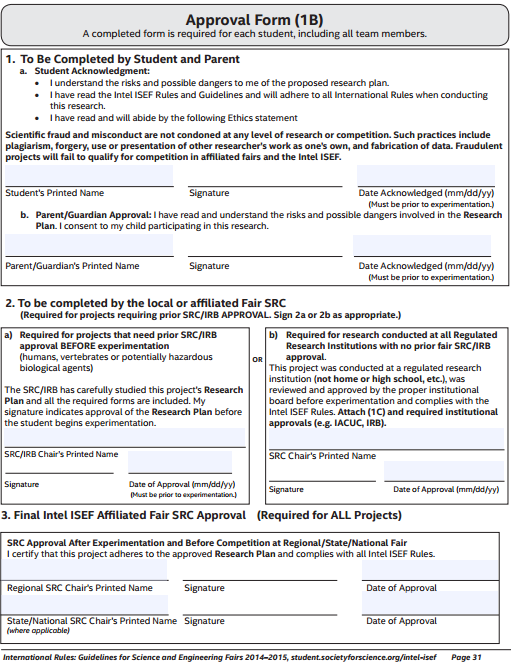 Approval Form (1B)
A completed form is required for each student, including all team members.
1. To Be Completed by Student and Parent
a. Student Acknowledgment:
• I understand the risks and possible dangers to me of the proposed research plan.
• I have read the Intel ISEF Rules and Guidelines and will adhere to all International Rules when conducting
this research.
• I have read and will abide by the following Ethics statement
Scientific fraud and misconduct are not condoned at any level of research or competition. Such practices include
plagiarism, forgery, use or presentation of other researcher's work as one's own, and fabrication of data. Fraudulent
projects will fail to qualify for competition in affiliated fairs and the Intel ISEF.
Student's Printed Name Signature Date Acknowledged (mm/dd/yy)
(Must be prior to experimentation.)
b. Parent/Guardian Approval: I have read and understand the risks and possible dangers involved in the Research
Plan. I consent to my child participating in this research.
Parent/Guardian's Printed Name Signature Date Acknowledged (mm/dd/yy)
(Must be prior to experimentation.)
2. To be completed by the local or affiliated Fair SRC
(Required for projects requiring prior SRC/IRB APPROVAL. Sign 2a or 2b as appropriate.)
a) Required for projects that need prior SRC/IRB
approval BEFORE experimentation
(humans, vertebrates or potentially hazardous
biological agents)
The SRC/IRB has carefully studied this project's Research
Plan and all the required forms are included. My
signature indicates approval of the Research Plan before
the student begins experimentation.
SRC/IRB Chair's Printed Name
Signature Date of Approval (mm/dd/yy)
(Must be prior to experimentation.)
OR
b) Required for research conducted at all Regulated
Research Institutions with no prior fair SRC/IRB
approval.
This project was conducted at a regulated research
institution (not home or high school, etc.), was
reviewed and approved by the proper institutional
board before experimentation and complies with the
Intel ISEF Rules. Attach (1C) and required institutional
approvals (e.g. IACUC, IRB).
SRC Chair's Printed Name
Signature Date of Approval (mm/dd/yy)
3. Final Intel ISEF Affiliated Fair SRC Approval (Required for ALL Projects)
SRC Approval After Experimentation and Before Competition at Regional/State/National Fair
I certify that this project adheres to the approved Research Plan and complies with all Intel ISEF Rules.
Regional SRC Chair's Printed Name Signature Date of Approval
State/National SRC Chair's Printed Name Signature Date of Approval
(where applicable)
International Rules: Guidelines for Science and Engineering Fairs 2014–2015, student.societyforscience.org/intel-isef Page 31